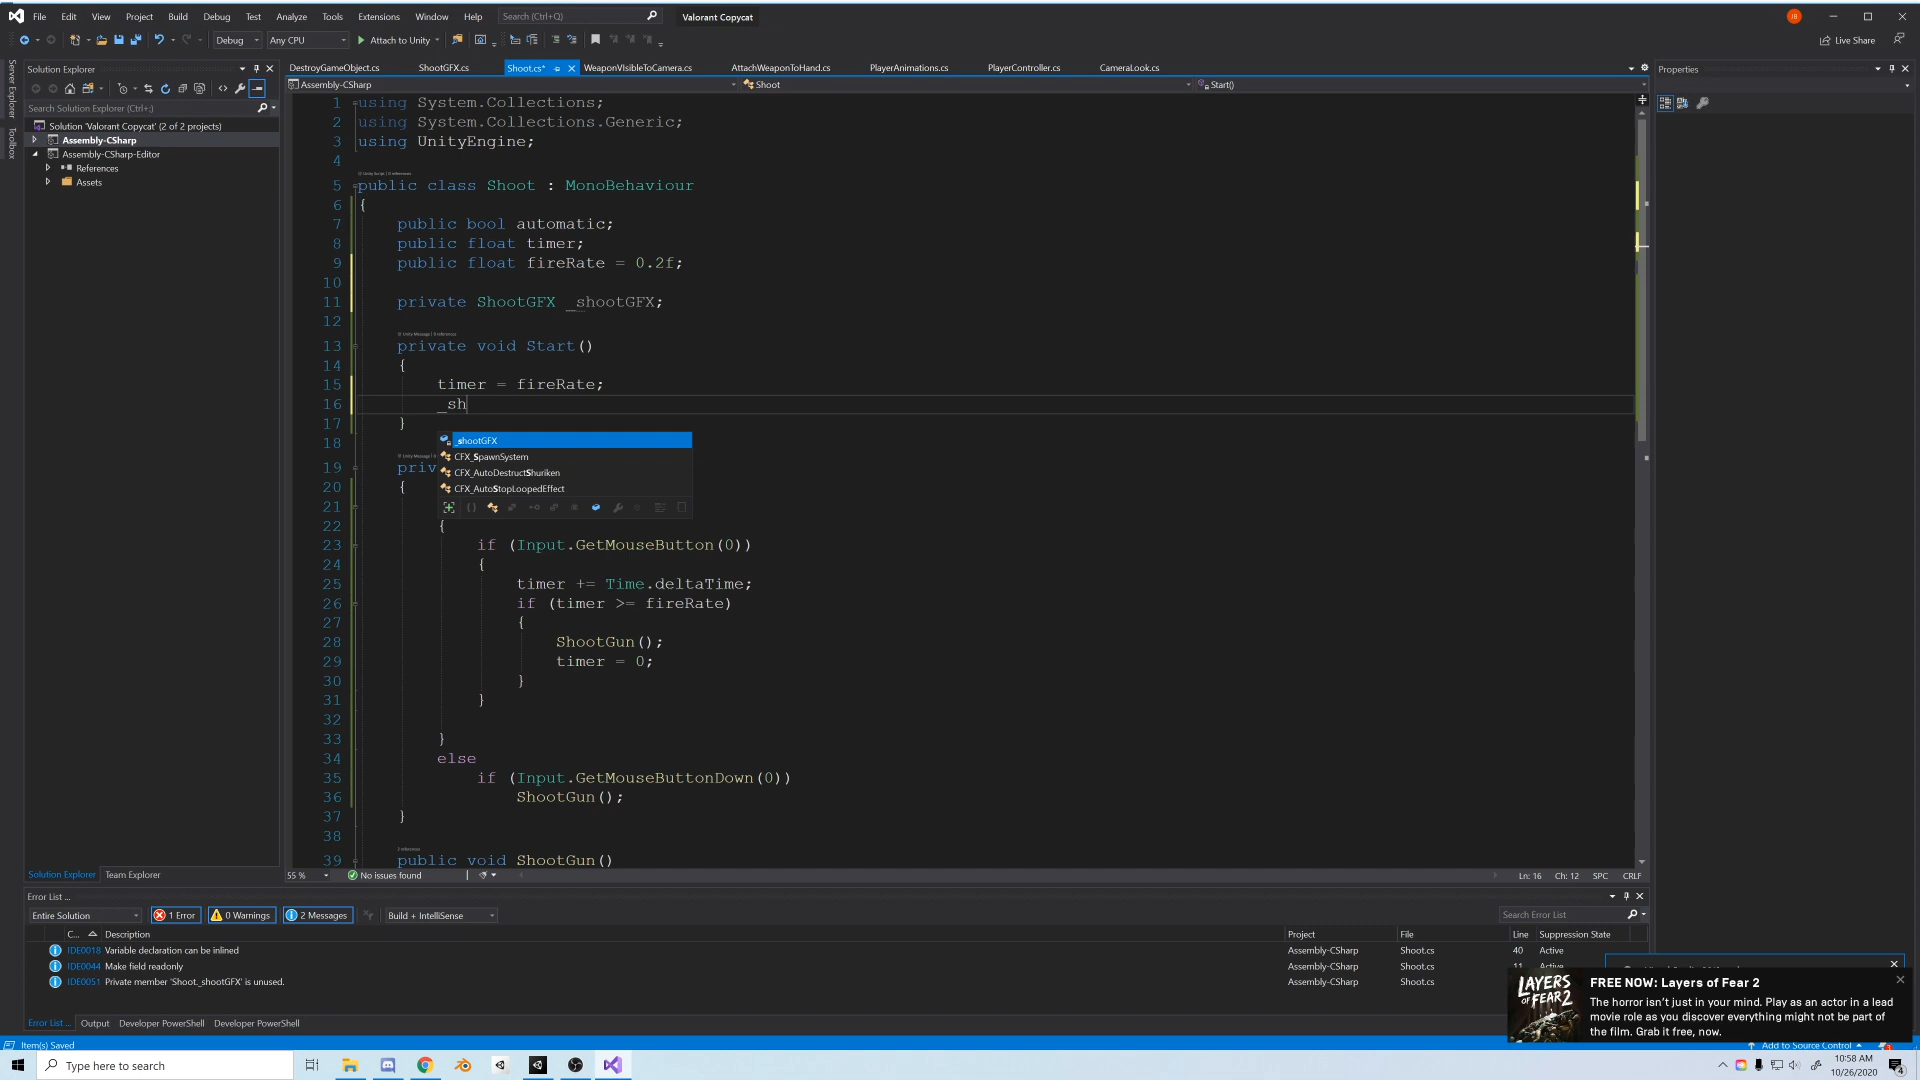 File Edit View Project Build Debug Test Analyze Tools Extensions Window Help Search (Ctrl+Q) Valorant Copycat JB
Debug Any CPU Attach to Unity Live Share
Server Explorer
Toolbox
Solution Explorer
Search Solution Explorer (Ctrl+;)
Solution 'Valorant Copycat' (2 of 2 projects)
Assembly-CSharp
Assembly-CSharp-Editor
References
Assets
Solution Explorer Team Explorer
DestroyGameObject.cs ShootGFX.cs Shoot.cs* WeaponVIsibleToCamera.cs AttachWeaponToHand.cs PlayerAnimations.cs PlayerController.cs CameraLook.cs
Assembly-CSharp Shoot Start()
1 using System.Collections;
2 using System.Collections.Generic;
3 using UnityEngine;
4
Unity Script | 0 references
5 public class Shoot : MonoBehaviour
6 {
7 public bool automatic;
8 public float timer;
9 public float fireRate = 0.2f;
10
11 private ShootGFX _shootGFX;
12
Unity Message | 0 references
13 private void Start()
14 {
15 timer = fireRate;
16 _sh
17 }
18
_shootGFX
CFX_SpawnSystem
CFX_AutoDestructShuriken
CFX_AutoStopLoopedEffect
19 priv
20 {
21
22 {
23 if (Input.GetMouseButton(0))
24 {
25 timer += Time.deltaTime;
26 if (timer >= fireRate)
27 {
28 ShootGun();
29 timer = 0;
30 }
31 }
32
33 }
34 else
35 if (Input.GetMouseButtonDown(0))
36 ShootGun();
37 }
38
2 references
39 public void ShootGun()
55 % No issues found Ln: 16 Ch: 12 SPC CRLF
Properties
Error List ...
Entire Solution 1 Error 0 Warnings 2 Messages Build + IntelliSense Search Error List
C... Description Project File Line Suppression State
IDE0018 Variable declaration can be inlined Assembly-CSharp Shoot.cs 40 Active
IDE0044 Make field readonly Assembly-CSharp Shoot.cs 11 Active
IDE0051 Private member 'Shoot._shootGFX' is unused. Assembly-CSharp Shoot.cs
Error List ... Output Developer PowerShell Developer PowerShell
LAYERS OF FEAR 2
FREE NOW: Layers of Fear 2
The horror isn't just in your mind. Play as an actor in a lead
movie role as you discover everything might not be part of
the film. Grab it free, now.
Item(s) Saved Add to Source Control
Type here to search
10:58 AM
10/26/2020
4